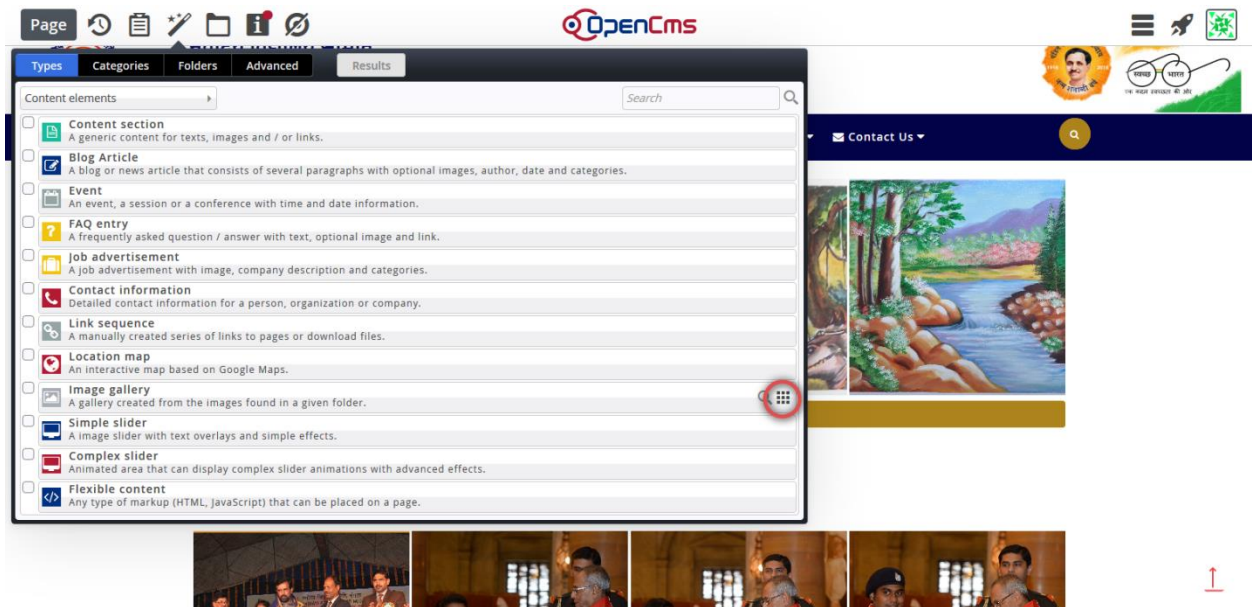 Page
OpenCms
Types Categories Folders Advanced Results
Content elements
Search
Content section
A generic content for texts, images and / or links.
Blog Article
A blog or news article that consists of several paragraphs with optional images, author, date and categories.
Event
An event, a session or a conference with time and date information.
FAQ entry
A frequently asked question / answer with text, optional image and link.
Job advertisement
A job advertisement with image, company description and categories.
Contact information
Detailed contact information for a person, organization or company.
Link sequence
A manually created series of links to pages or download files.
Location map
An interactive map based on Google Maps.
Image gallery
A gallery created from the images found in a given folder.
Simple slider
A image slider with text overlays and simple effects.
Complex slider
Animated area that can display complex slider animations with advanced effects.
Flexible content
Any type of markup (HTML, JavaScript) that can be placed on a page.
स्वच्छ भारत
एक कदम स्वच्छता की ओर
Contact Us